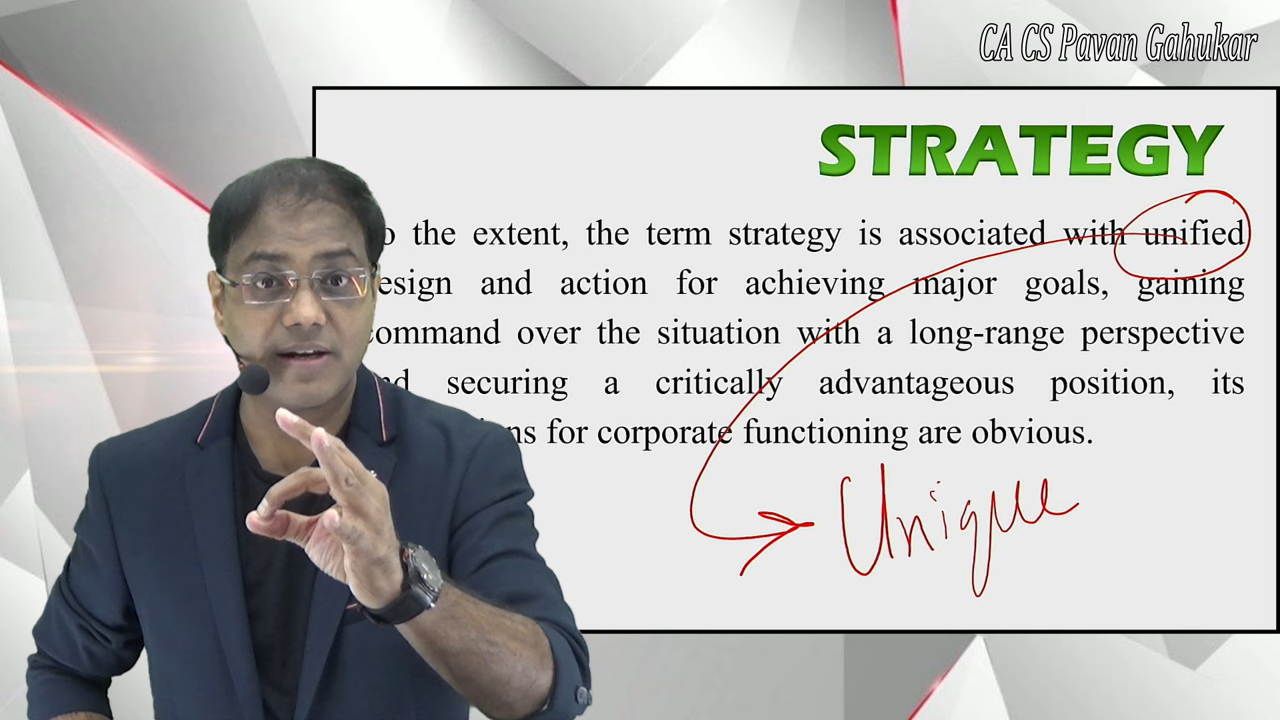 CA CS Pavan Gahukar
STRATEGY
the extent, the term strategy is associated with unified
and action for achieving major goals, gaining
command over the situation with a long-range perspective
securing a critically advantageous position, its
for corporate functioning are obvious.
Unique